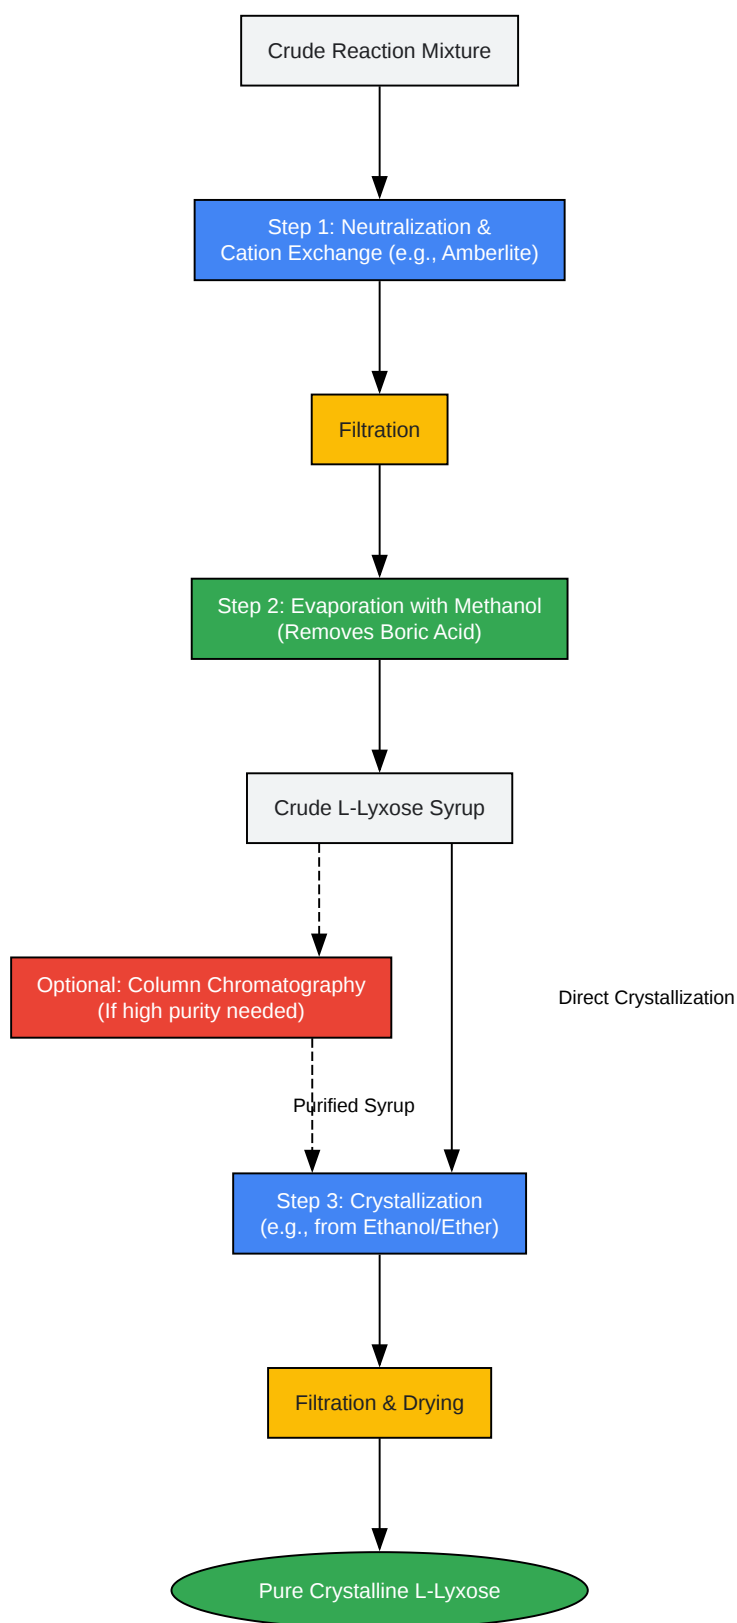 Crude Reaction Mixture
Step 1: Neutralization &
Cation Exchange (e.g., Amberlite)
Filtration
Step 2: Evaporation with Methanol
(Removes Boric Acid)
Crude L-Lyxose Syrup
Optional: Column Chromatography
(If high purity needed)
Direct Crystallization
Purified Syrup
Step 3: Crystallization
(e.g., from Ethanol/Ether)
Filtration & Drying
Pure Crystalline L-Lyxose